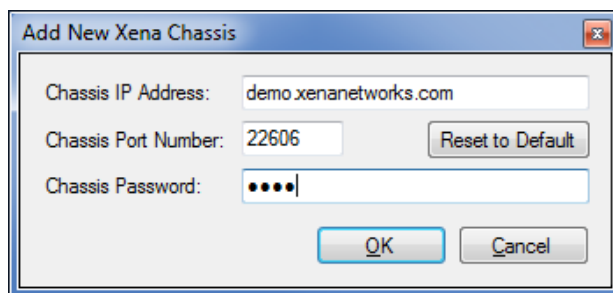 Add New Xena Chassis
Chassis IP Address: demo.xenanetworks.com
Chassis Port Number: 22606 Reset to Default
Chassis Password: ●●●●
OK Cancel